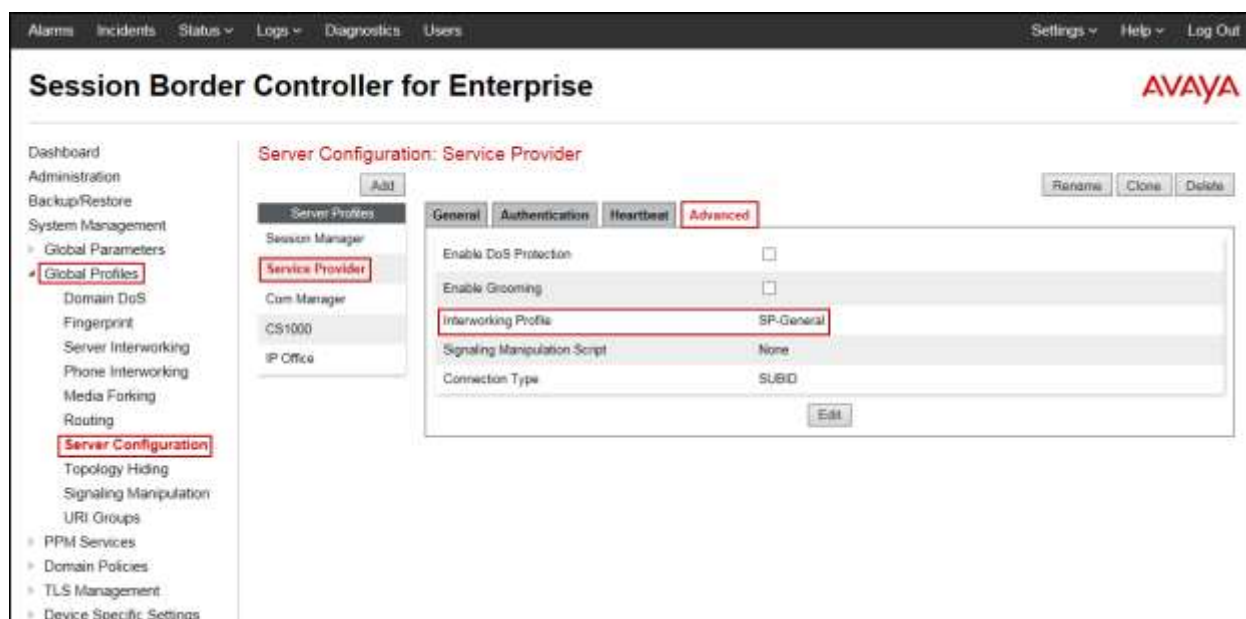 Alarms Incidents Status Logs Diagnostics Users Settings Help Log Out
Session Border Controller for Enterprise
AVAYA
Dashboard
Administration
Backup/Restore
System Management
Global Parameters
Global Profiles
Domain DoS
Fingerprint
Server Interworking
Phone Interworking
Media Forking
Routing
Server Configuration
Topology Hiding
Signaling Manipulation
URI Groups
PPM Services
Domain Policies
TLS Management
Device Specific Settings
Server Configuration: Service Provider
Add
Rename Clone Delete
Server Profiles
Session Manager
Service Provider
Com Manager
CS1000
IP Office
General Authentication Heartbeat Advanced
Enable DoS Protection
Enable Grooming
Interworking Profile SP-General
Signaling Manipulation Script None
Connection Type SUBID
Edit